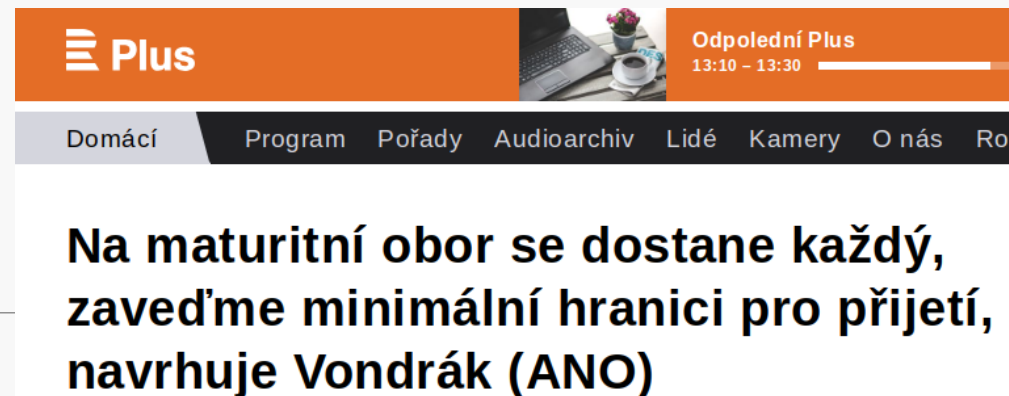 Plus
Odpolední Plus
13:10 – 13:30
Domácí Program Pořady Audioarchiv Lidé Kamery O nás Ro
Na maturitní obor se dostane každý,
zaveďme minimální hranici pro přijetí,
navrhuje Vondrák (ANO)